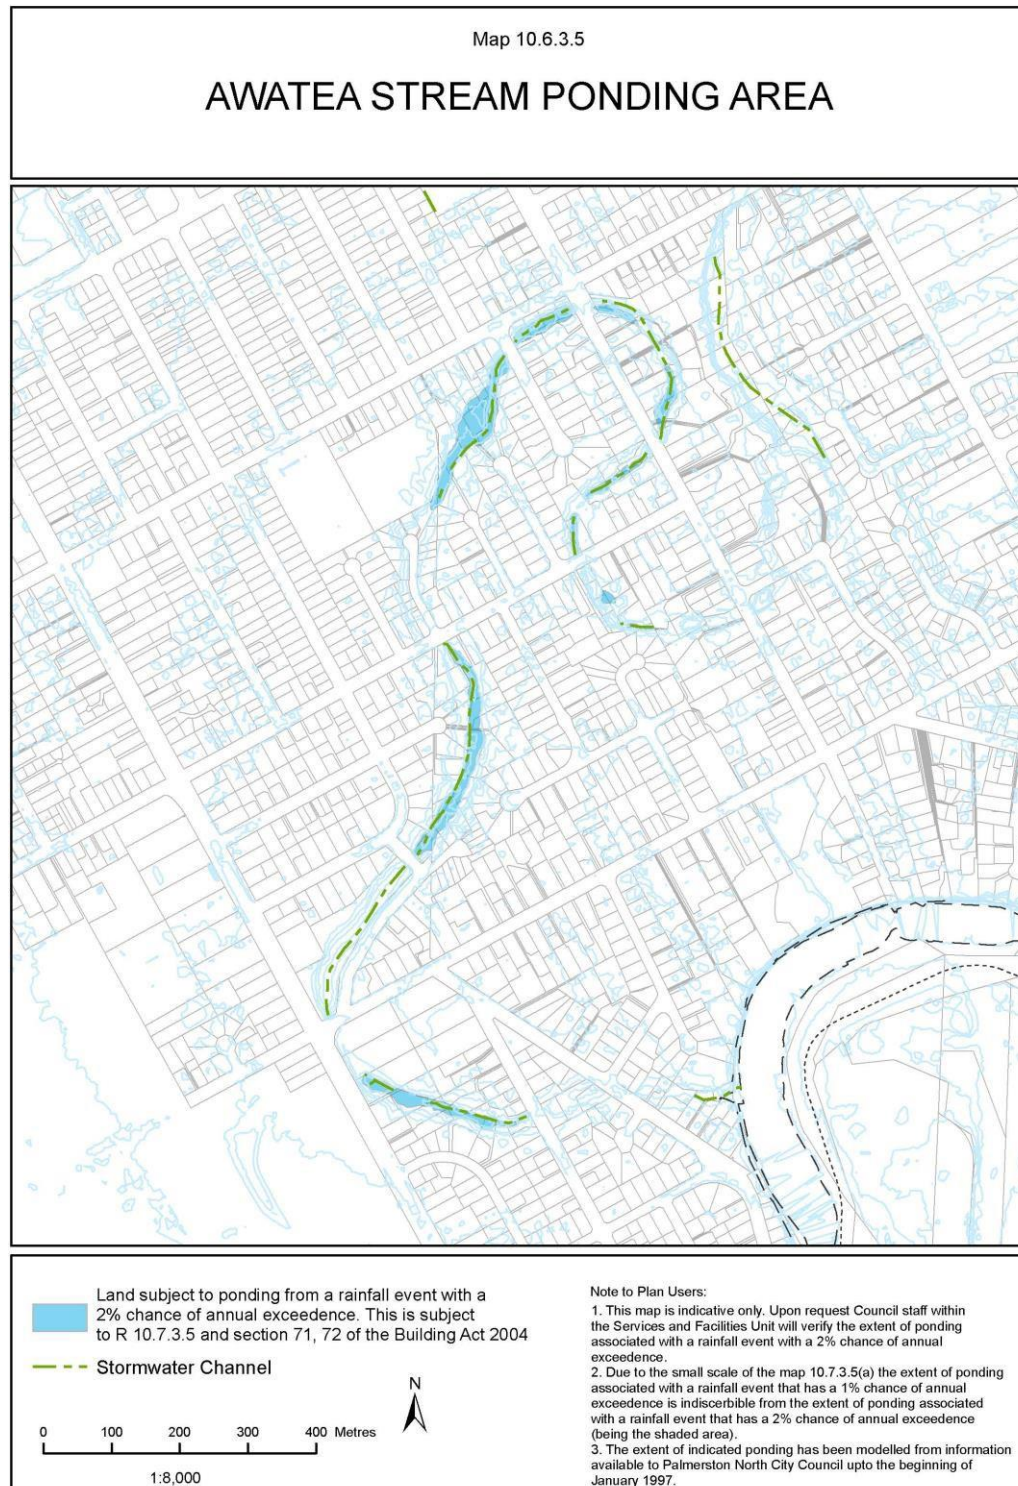 Map 10.6.3.5
AWATEA STREAM PONDING AREA
Land subject to ponding from a rainfall event with a
2% chance of annual exceedence. This is subject
to R 10.7.3.5 and section 71, 72 of the Building Act 2004
Stormwater Channel
N
0 100 200 300 400 Metres
1:8,000
Note to Plan Users:
1. This map is indicative only. Upon request Council staff within
the Services and Facilities Unit will verify the extent of ponding
associated with a rainfall event with a 2% chance of annual
exceedence.
2. Due to the small scale of the map 10.7.3.5(a) the extent of ponding
associated with a rainfall event that has a 1% chance of annual
exceedence is indiscerbible from the extent of ponding associated
with a rainfall event that has a 2% chance of annual exceedence
(being the shaded area).
3. The extent of indicated ponding has been modelled from information
available to Palmerston North City Council upto the beginning of
January 1997.